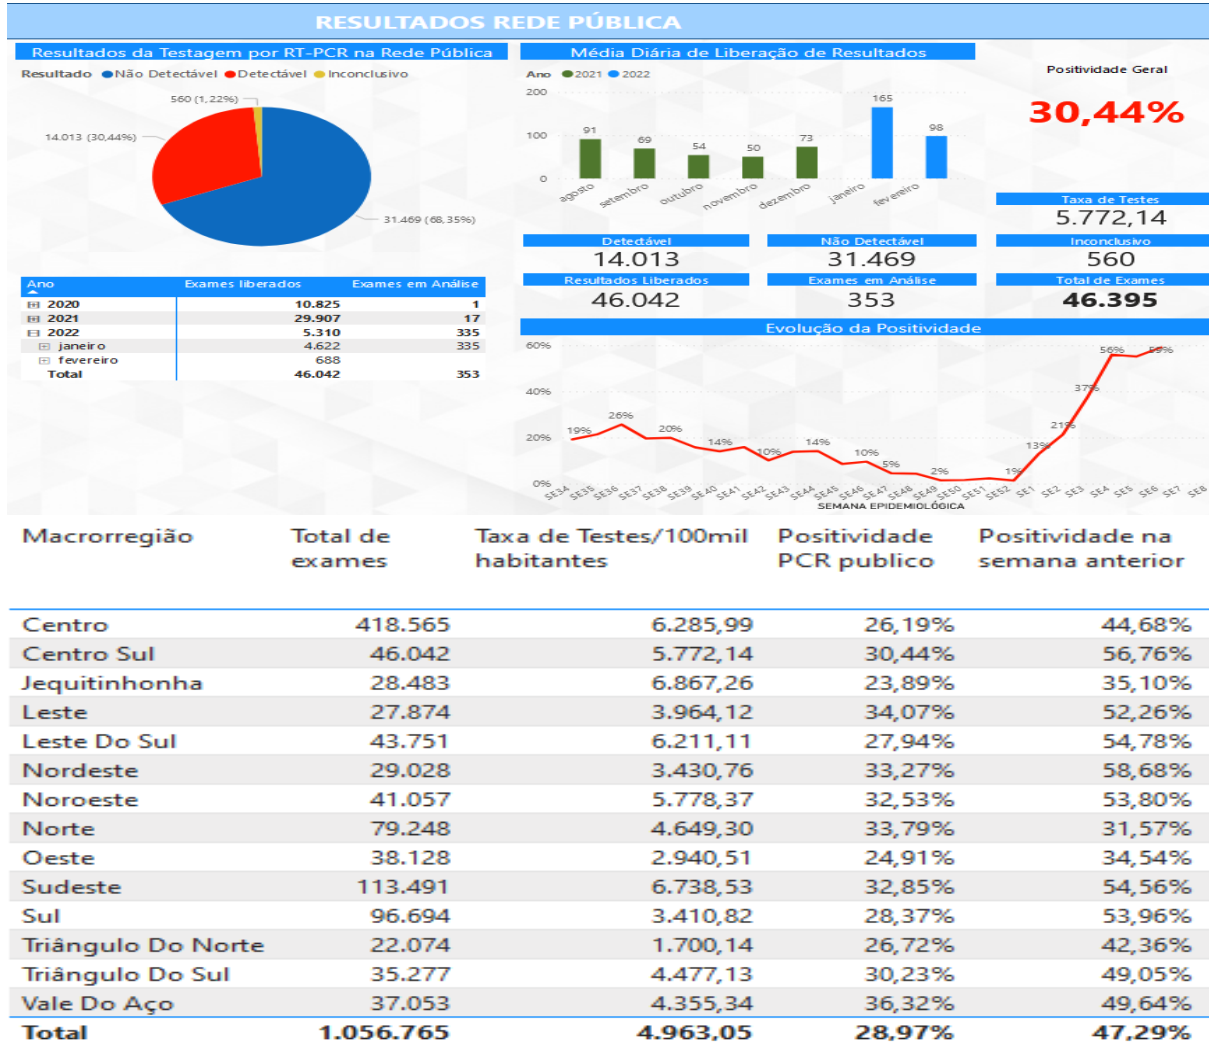 RESULTADOS REDE PÚBLICA
Resultados da Testagem por RT-PCR na Rede Pública
Resultado Não Detectável Detectável Inconclusivo
560 (1,22%)
14.013 (30,44%)
31.469 (68,35%)
Média Diária de Liberação de Resultados
Ano 2021 2022
200
100
0
91
69
54
50
73
165
98
agosto
setembro
outubro
novembro
dezembro
janeiro
fevereiro
Positividade Geral
30,44%
Taxa de Testes
5.772,14
Detectável
14.013
Não Detectável
31.469
Inconclusivo
560
Resultados Liberados
46.042
Exames em Análise
353
Total de Exames
46.395
Ano Exames liberados Exames em Análise
2020 10.825 1
2021 29.907 17
2022 5.310 335
janeiro 4.622 335
fevereiro 688
Total 46.042 353
Evolução da Positividade
60%
40%
20%
0%
19%
26%
20%
14%
10%
14%
10%
5%
2%
1%
13%
21%
37%
56%
59%
SE34 SE35 SE36 SE37 SE38 SE39 SE40 SE41 SE42 SE43 SE44 SE45 SE46 SE47 SE48 SE49 SE50 SE51 SE52 SE1 SE2 SE3 SE4 SE5 SE6 SE7 SE8
SEMANA EPIDEMIOLÓGICA
Macrorregião Total de exames Taxa de Testes/100mil habitantes Positividade PCR publico Positividade na semana anterior
Centro 418.565 6.285,99 26,19% 44,68%
Centro Sul 46.042 5.772,14 30,44% 56,76%
Jequitinhonha 28.483 6.867,26 23,89% 35,10%
Leste 27.874 3.964,12 34,07% 52,26%
Leste Do Sul 43.751 6.211,11 27,94% 54,78%
Nordeste 29.028 3.430,76 33,27% 58,68%
Noroeste 41.057 5.778,37 32,53% 53,80%
Norte 79.248 4.649,30 33,79% 31,57%
Oeste 38.128 2.940,51 24,91% 34,54%
Sudeste 113.491 6.738,53 32,85% 54,56%
Sul 96.694 3.410,82 28,37% 53,96%
Triângulo Do Norte 22.074 1.700,14 26,72% 42,36%
Triângulo Do Sul 35.277 4.477,13 30,23% 49,05%
Vale Do Aço 37.053 4.355,34 36,32% 49,64%
Total 1.056.765 4.963,05 28,97% 47,29%